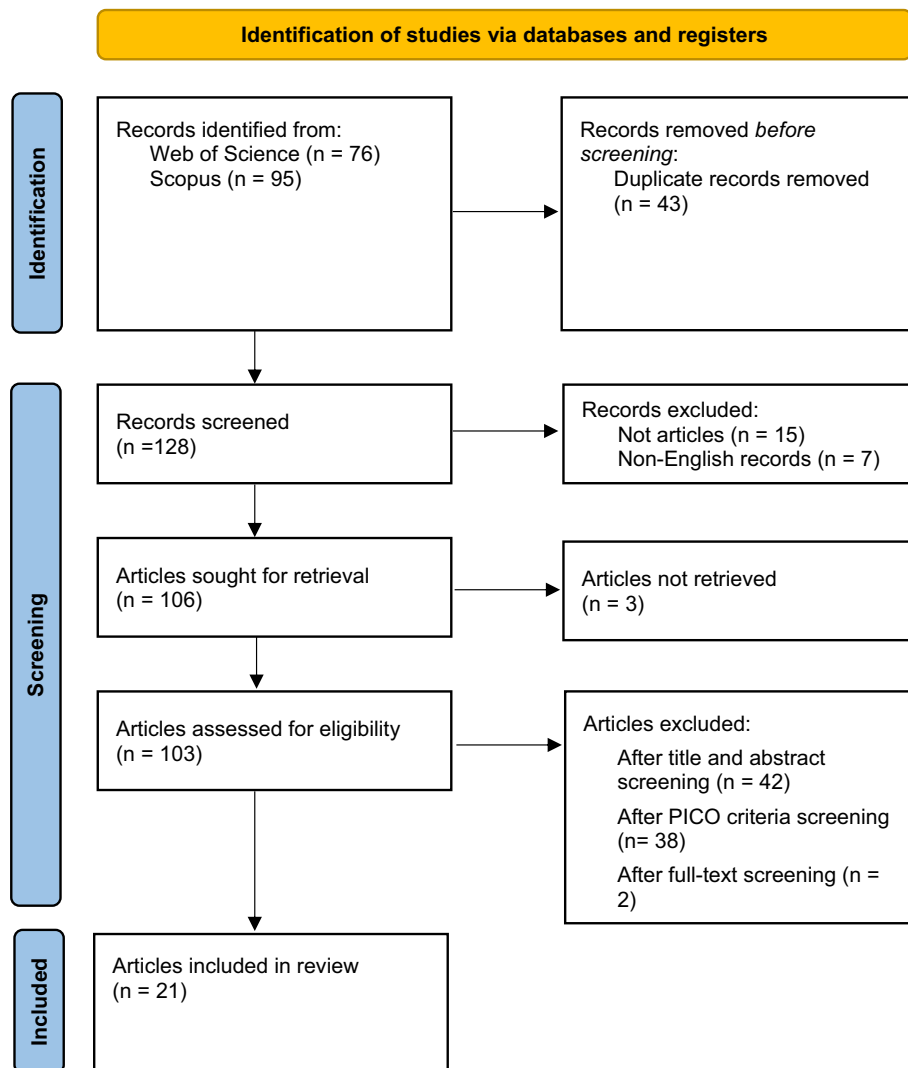 Identification of studies via databases and registers
Identification
Records identified from:
Web of Science (n = 76)
Scopus (n = 95)
Records removed before
screening:
Duplicate records removed
(n = 43)
Screening
Records screened
(n =128)
Records excluded:
Not articles (n = 15)
Non-English records (n = 7)
Articles sought for retrieval
(n = 106)
Articles not retrieved
(n = 3)
Articles assessed for eligibility
(n = 103)
Articles excluded:
After title and abstract
screening (n = 42)
After PICO criteria screening
(n= 38)
After full-text screening (n =
2)
Included
Articles included in review
(n = 21)